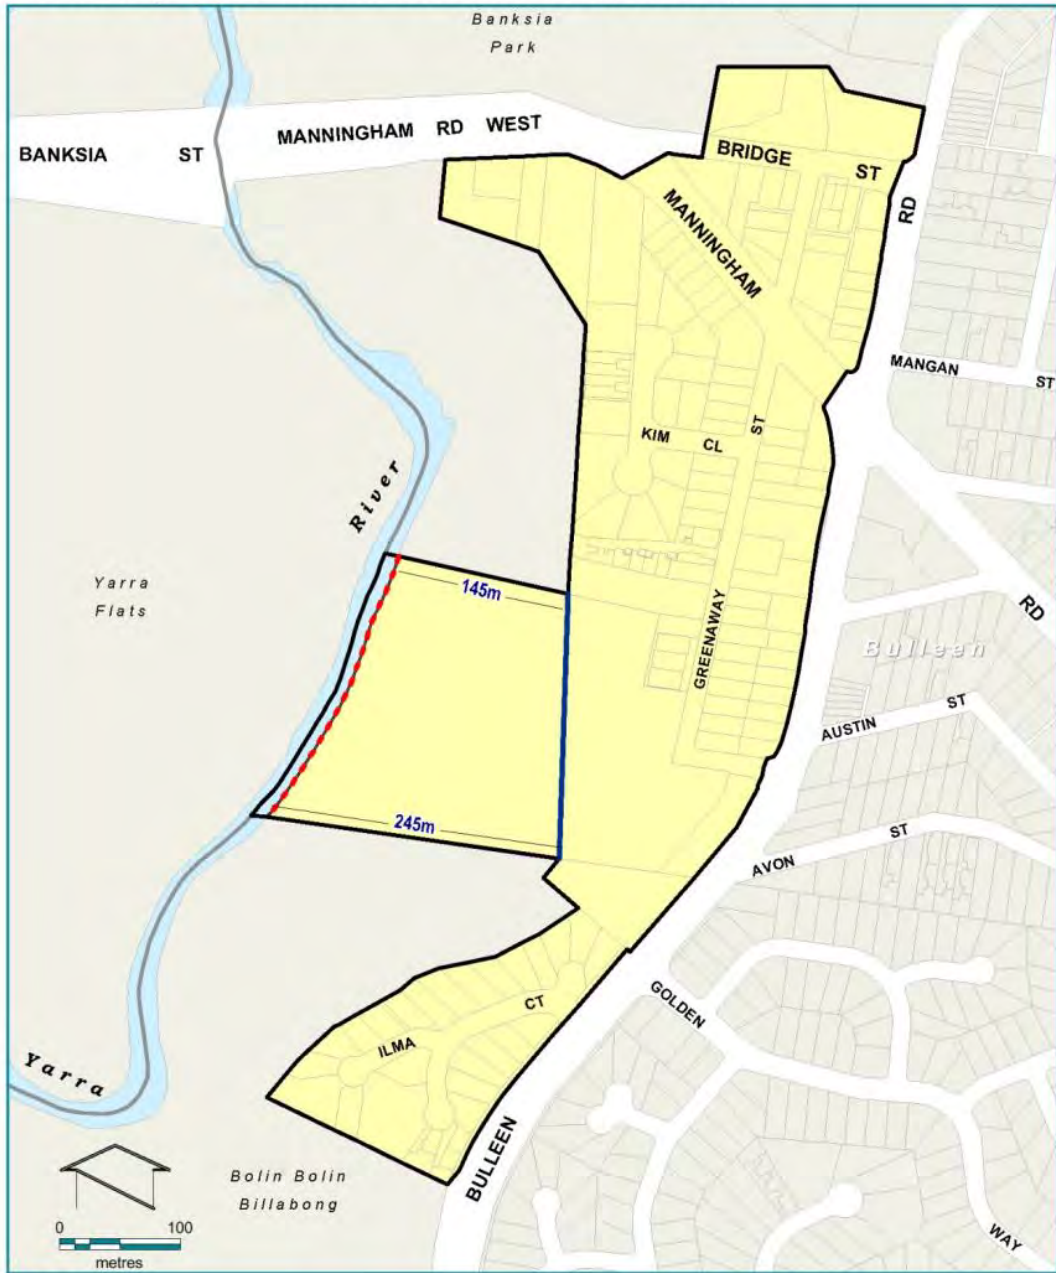 Banksia
Park
BANKSIA ST
MANNINGHAM RD WEST
BRIDGE ST
MANNINGHAM
RD
MANGAN ST
KIM CL
ST
GREENAWAY
River
Yarra
Flats
145m
RD
Bulleen
AUSTIN ST
245m
AVON ST
GOLDEN
CT
ILMA
Yarra
BULLEEN
Bolin Bolin
Billabong
WAY
0 100
metres